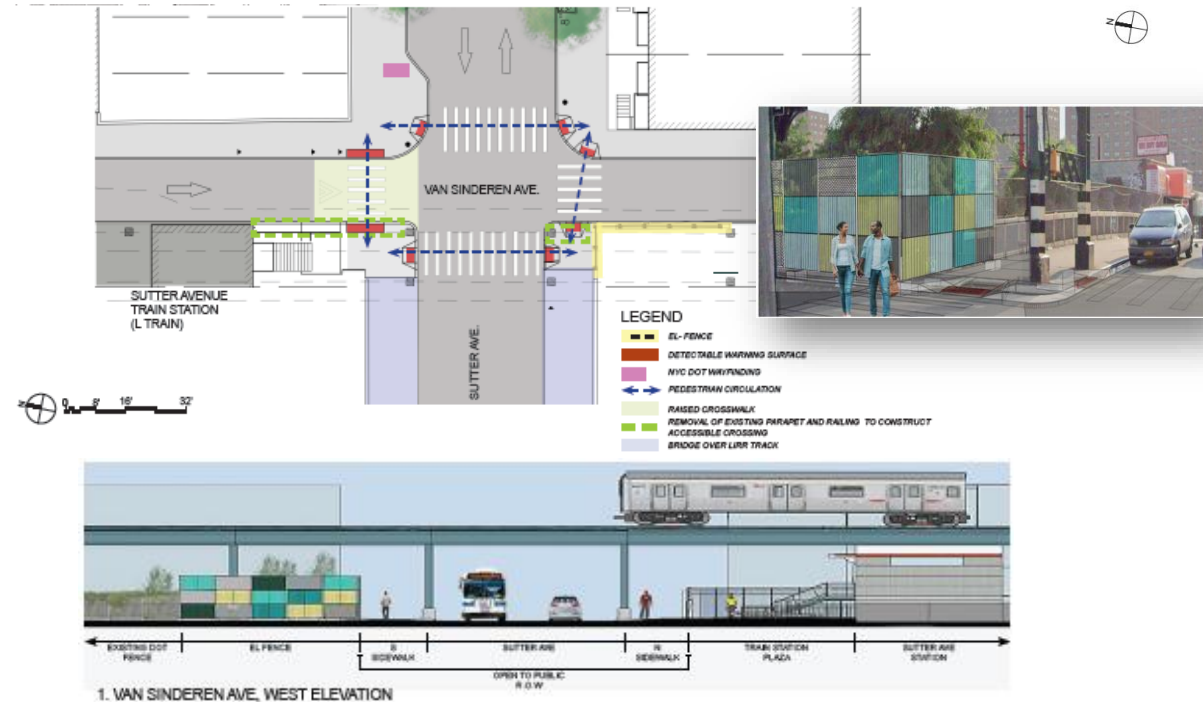 N
VAN SINDEREN AVE.
SUTTER AVENUE
TRAIN STATION
(L TRAIN)
SUTTER AVE.
N
0 8' 16' 32'
LEGEND
EL- FENCE
DETECTABLE WARNING SURFACE
NYC DOT WAYFINDING
PEDESTRIAN CIRCULATION
RAISED CROSSWALK
REMOVAL OF EXISTING PARAPET AND RAILING TO CONSTRUCT
ACCESSIBLE CROSSING
BRIDGE OVER LIRR TRACK
EXISTING DOT
FENCE
EL FENCE
S
SIDEWALK
SUTTER AVE
N
SIDEWALK
TRAIN STATION
PLAZA
SUTTER AVE
STATION
OPEN TO PUBLIC
R.O.W
1. VAN SINDEREN AVE, WEST ELEVATION